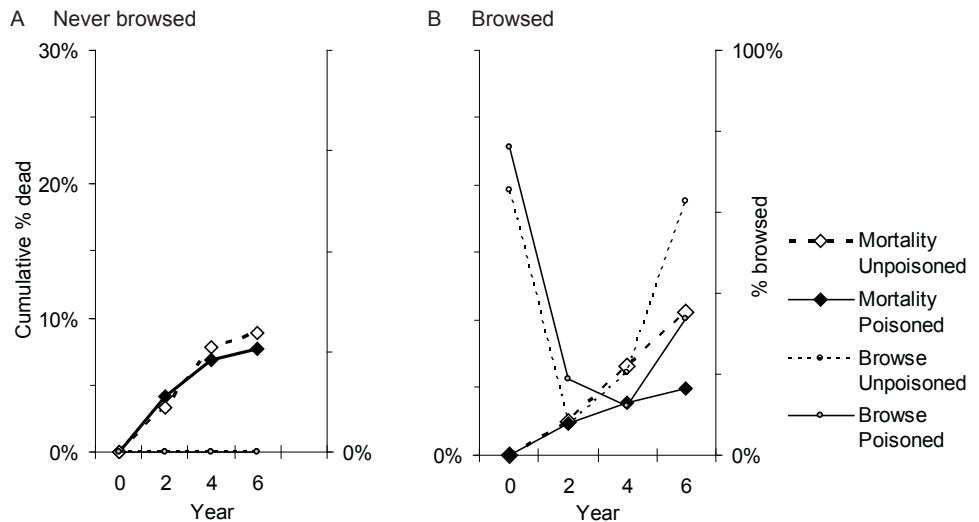 A Never browsed
30%
20%
10%
0%
Cumulative % dead
0 2 4 6
Year
0%
B Browsed
0%
0 2 4 6
Year
100%
0%
% browsed
Mortality
Unpoisoned
Mortality
Poisoned
Browse
Unpoisoned
Browse
Poisoned